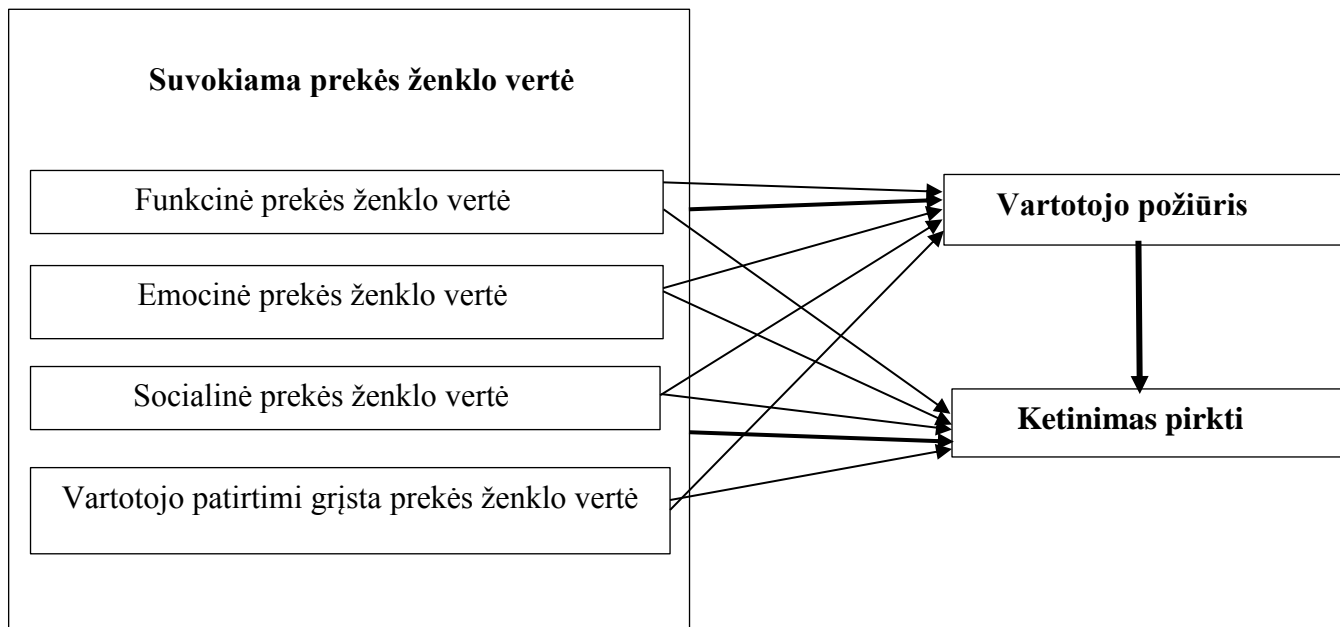 Suvokiama prekės ženklo vertė
Funkcinė prekės ženklo vertė
Emocinė prekės ženklo vertė
Socialinė prekės ženklo vertė
Vartotojo patirtimi grįsta prekės ženklo vertė
Vartotojo požiūris
Ketinimas pirkti